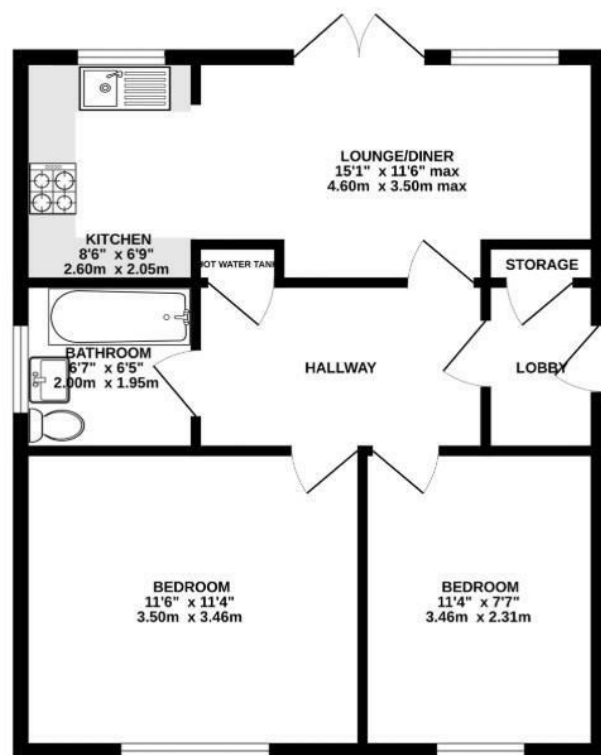 LOUNGE/DINER
15'1" x 11'6" max
4.60m x 3.50m max
KITCHEN
8'6" x 6'9"
2.60m x 2.05m
HOT WATER TANK
STORAGE
BATHROOM
6'7" x 6'5"
2.00m x 1.95m
HALLWAY
LOBBY
BEDROOM
11'6" x 11'4"
3.50m x 3.46m
BEDROOM
11'4" x 7'7"
3.46m x 2.31m